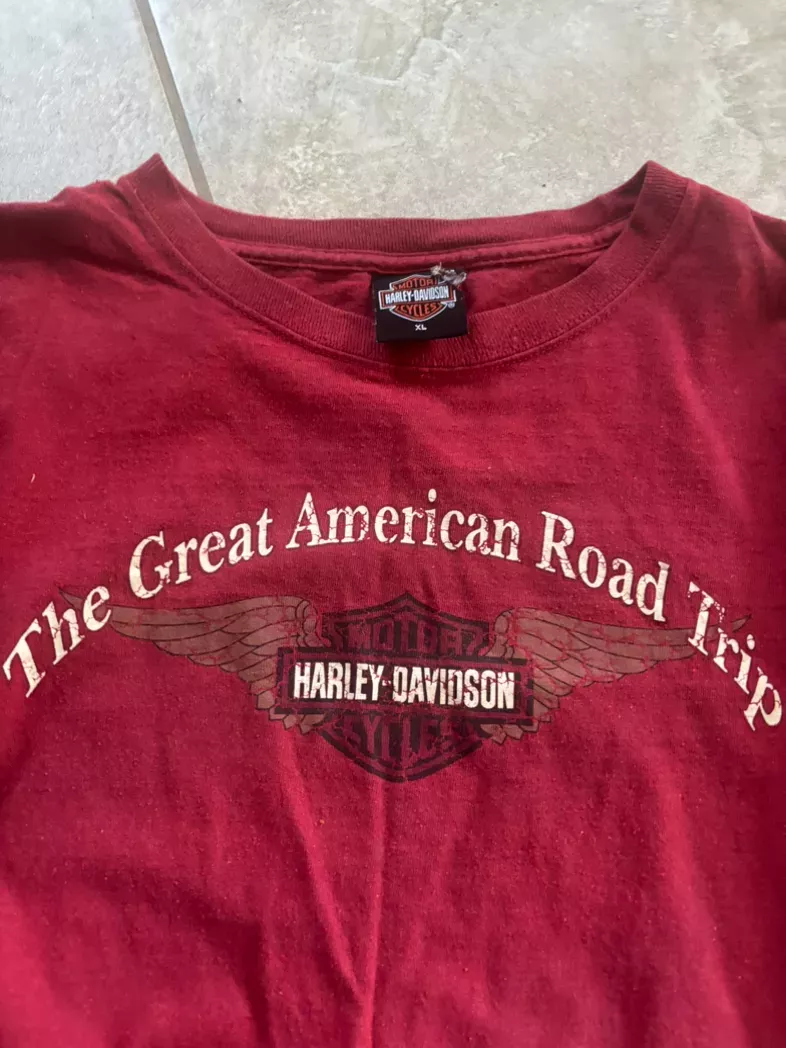 MOTOR
HARLEY-DAVIDSON
CYCLES
®
XL
The Great American Road Trip
MOTOR
HARLEY-DAVIDSON
CYCLES